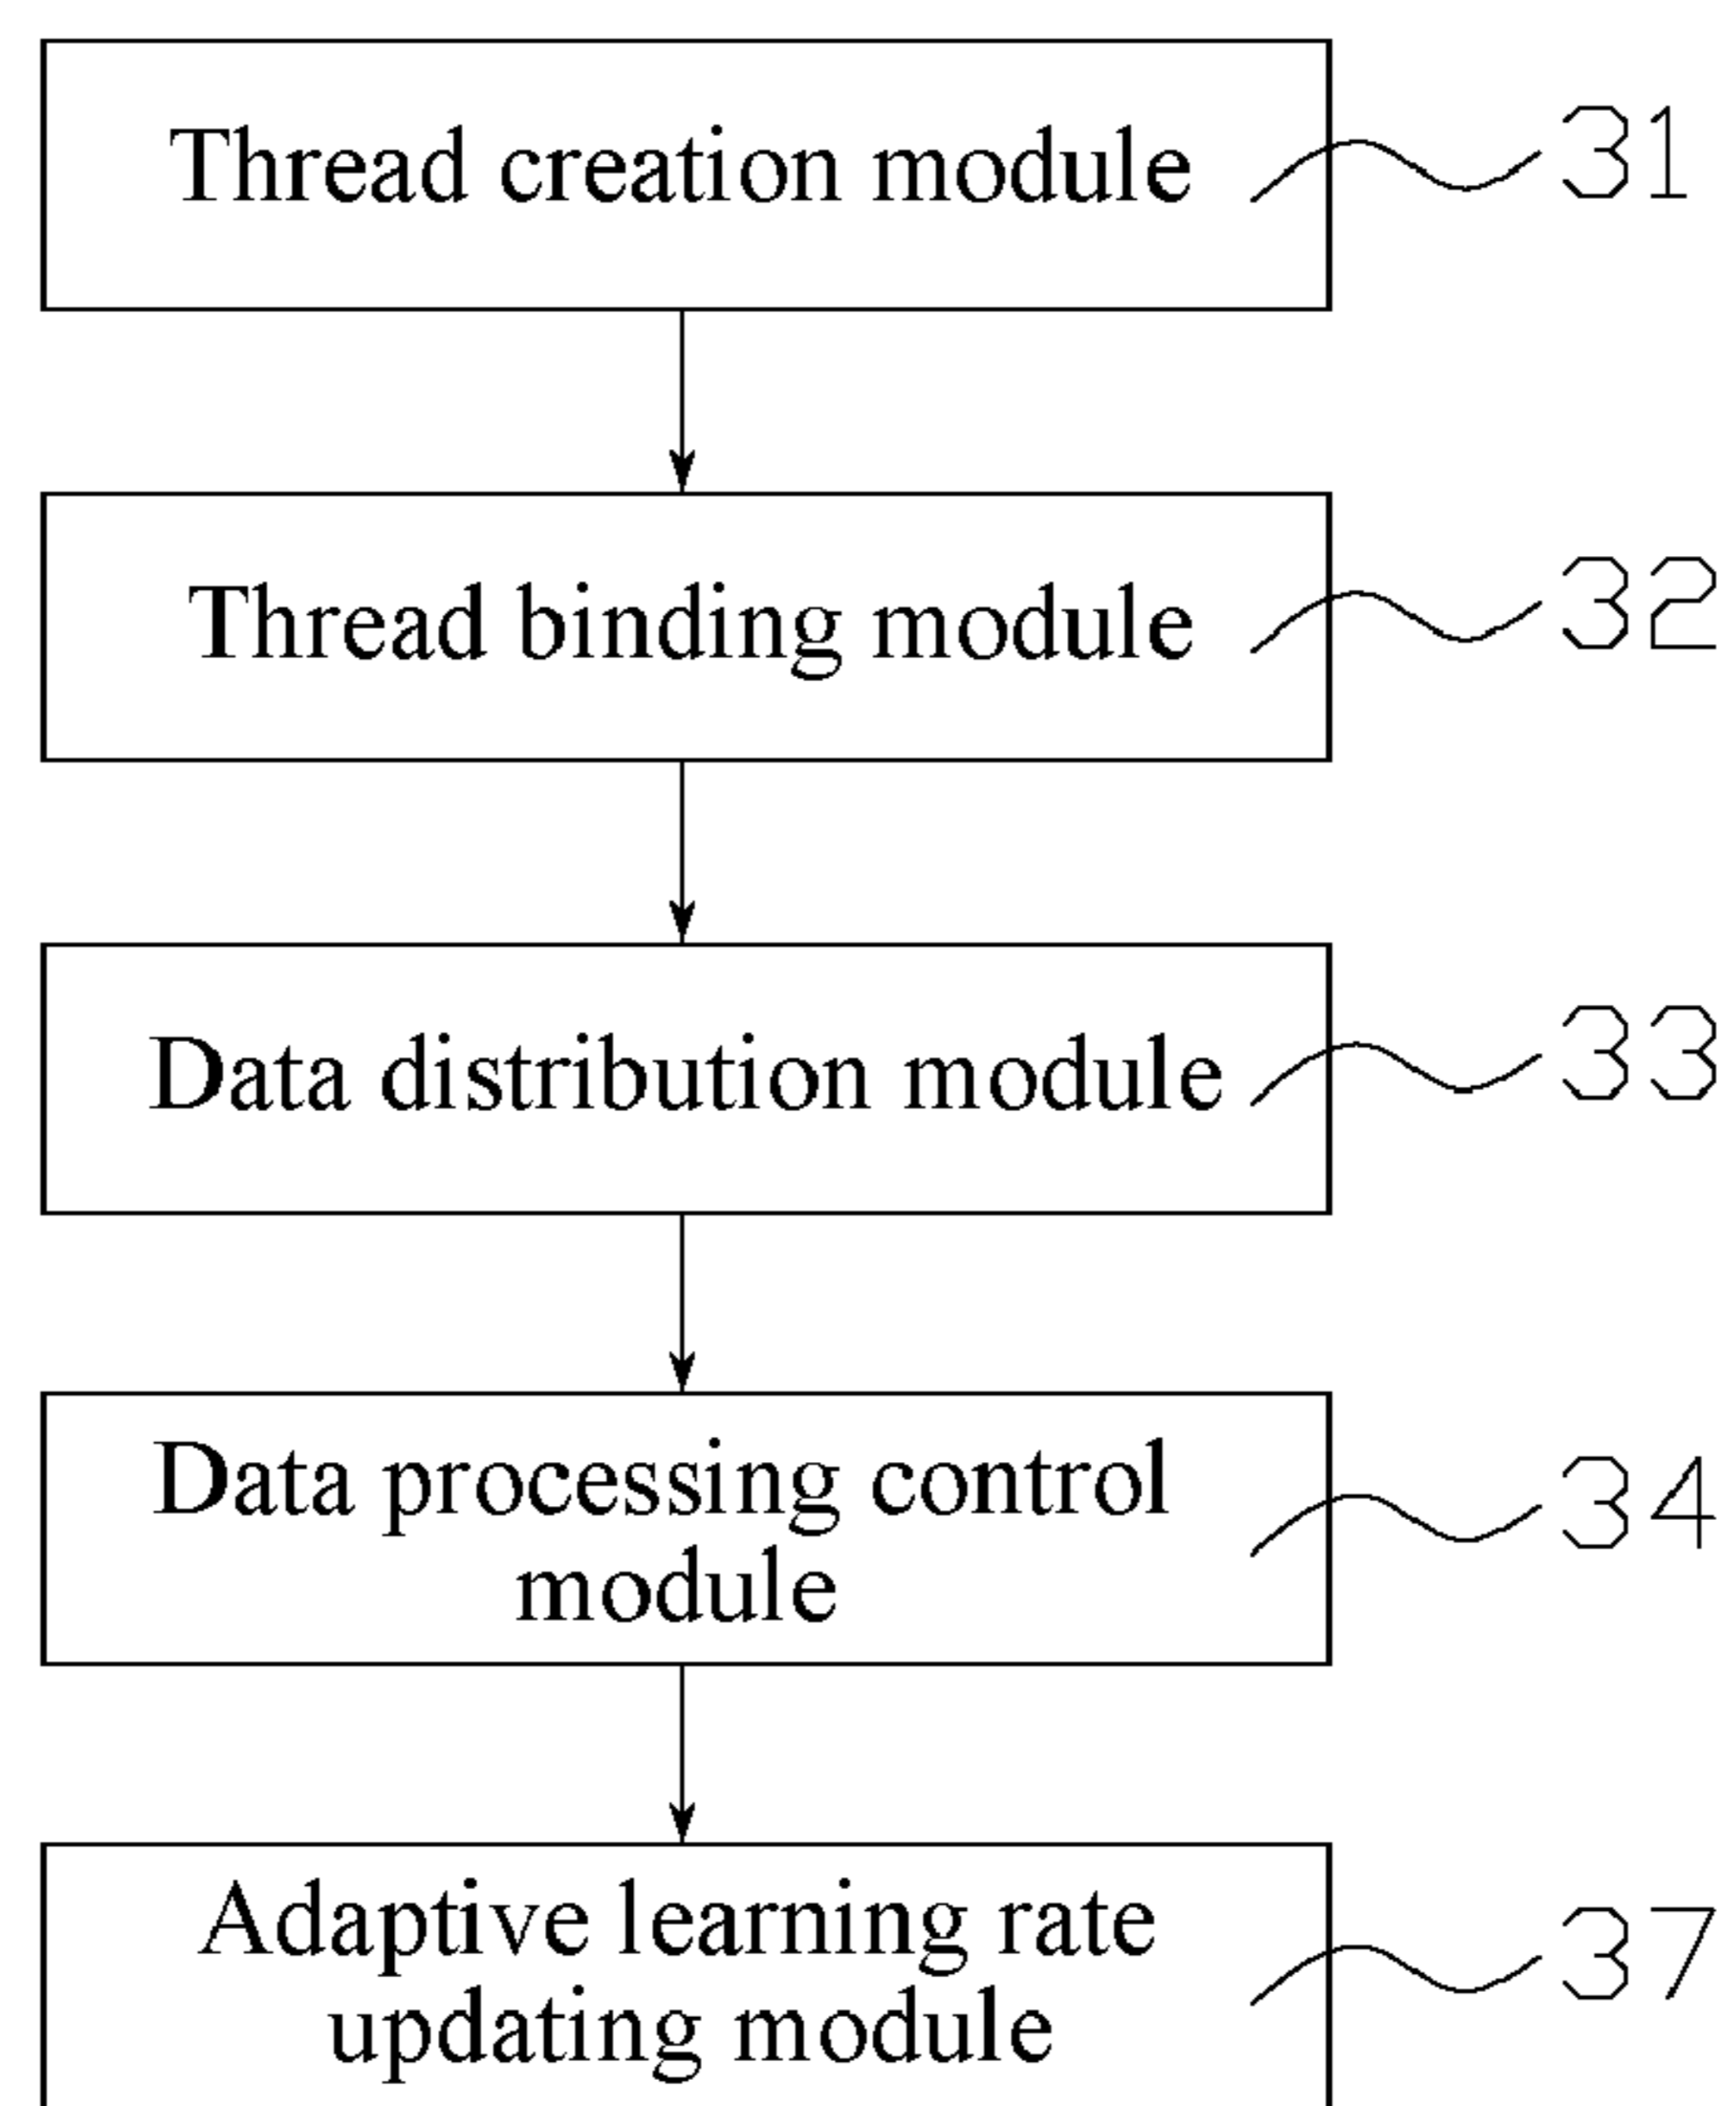 Thread creation module
31
Thread binding module
32
Data distribution module
33
Data processing control
module
34
Adaptive learning rate
updating module
37